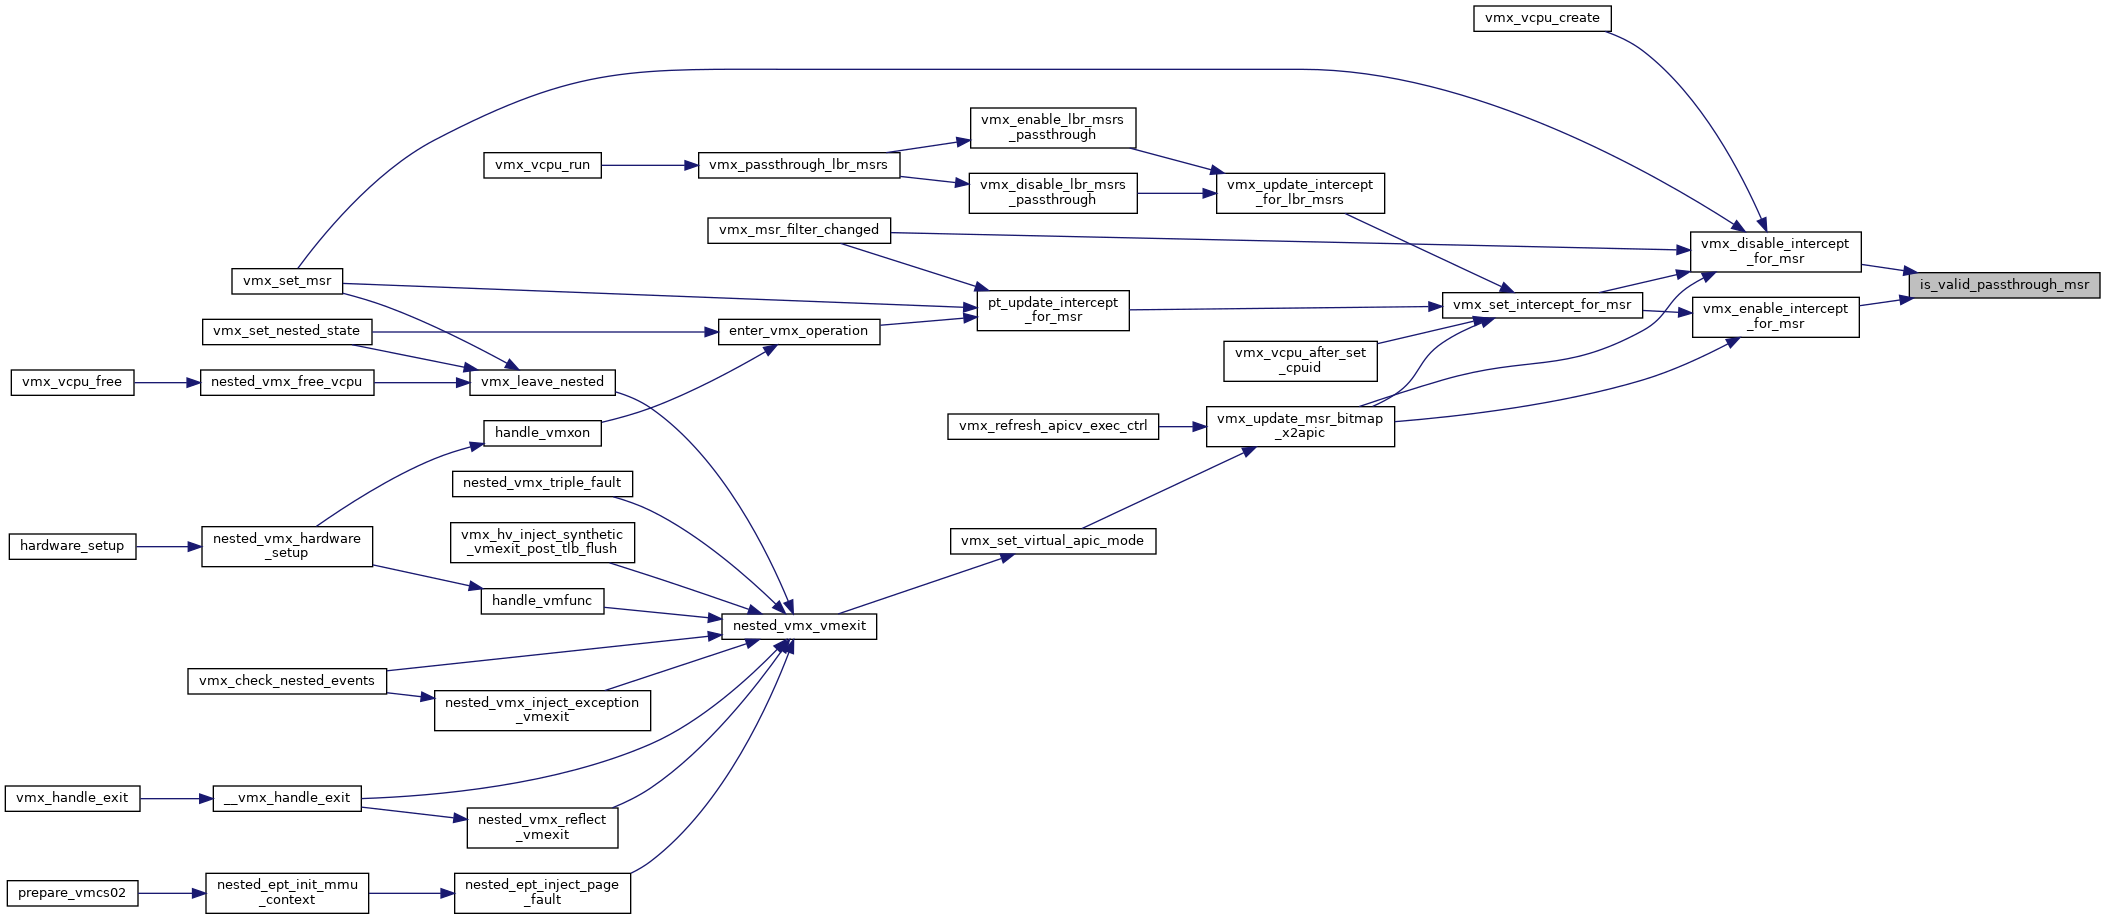 vmx_vcpu_create
vmx_enable_lbr_msrs
_passthrough
vmx_vcpu_run
vmx_passthrough_lbr_msrs
vmx_disable_lbr_msrs
_passthrough
vmx_update_intercept
_for_lbr_msrs
vmx_msr_filter_changed
vmx_disable_intercept
_for_msr
vmx_set_msr
is_valid_passthrough_msr
pt_update_intercept
_for_msr
vmx_set_intercept_for_msr
vmx_enable_intercept
_for_msr
vmx_set_nested_state
enter_vmx_operation
vmx_vcpu_after_set
_cpuid
vmx_vcpu_free
nested_vmx_free_vcpu
vmx_leave_nested
vmx_refresh_apicv_exec_ctrl
vmx_update_msr_bitmap
_x2apic
handle_vmxon
nested_vmx_triple_fault
hardware_setup
nested_vmx_hardware
_setup
vmx_hv_inject_synthetic
_vmexit_post_tlb_flush
vmx_set_virtual_apic_mode
handle_vmfunc
nested_vmx_vmexit
vmx_check_nested_events
nested_vmx_inject_exception
_vmexit
vmx_handle_exit
__vmx_handle_exit
nested_vmx_reflect
_vmexit
prepare_vmcs02
nested_ept_init_mmu
_context
nested_ept_inject_page
_fault